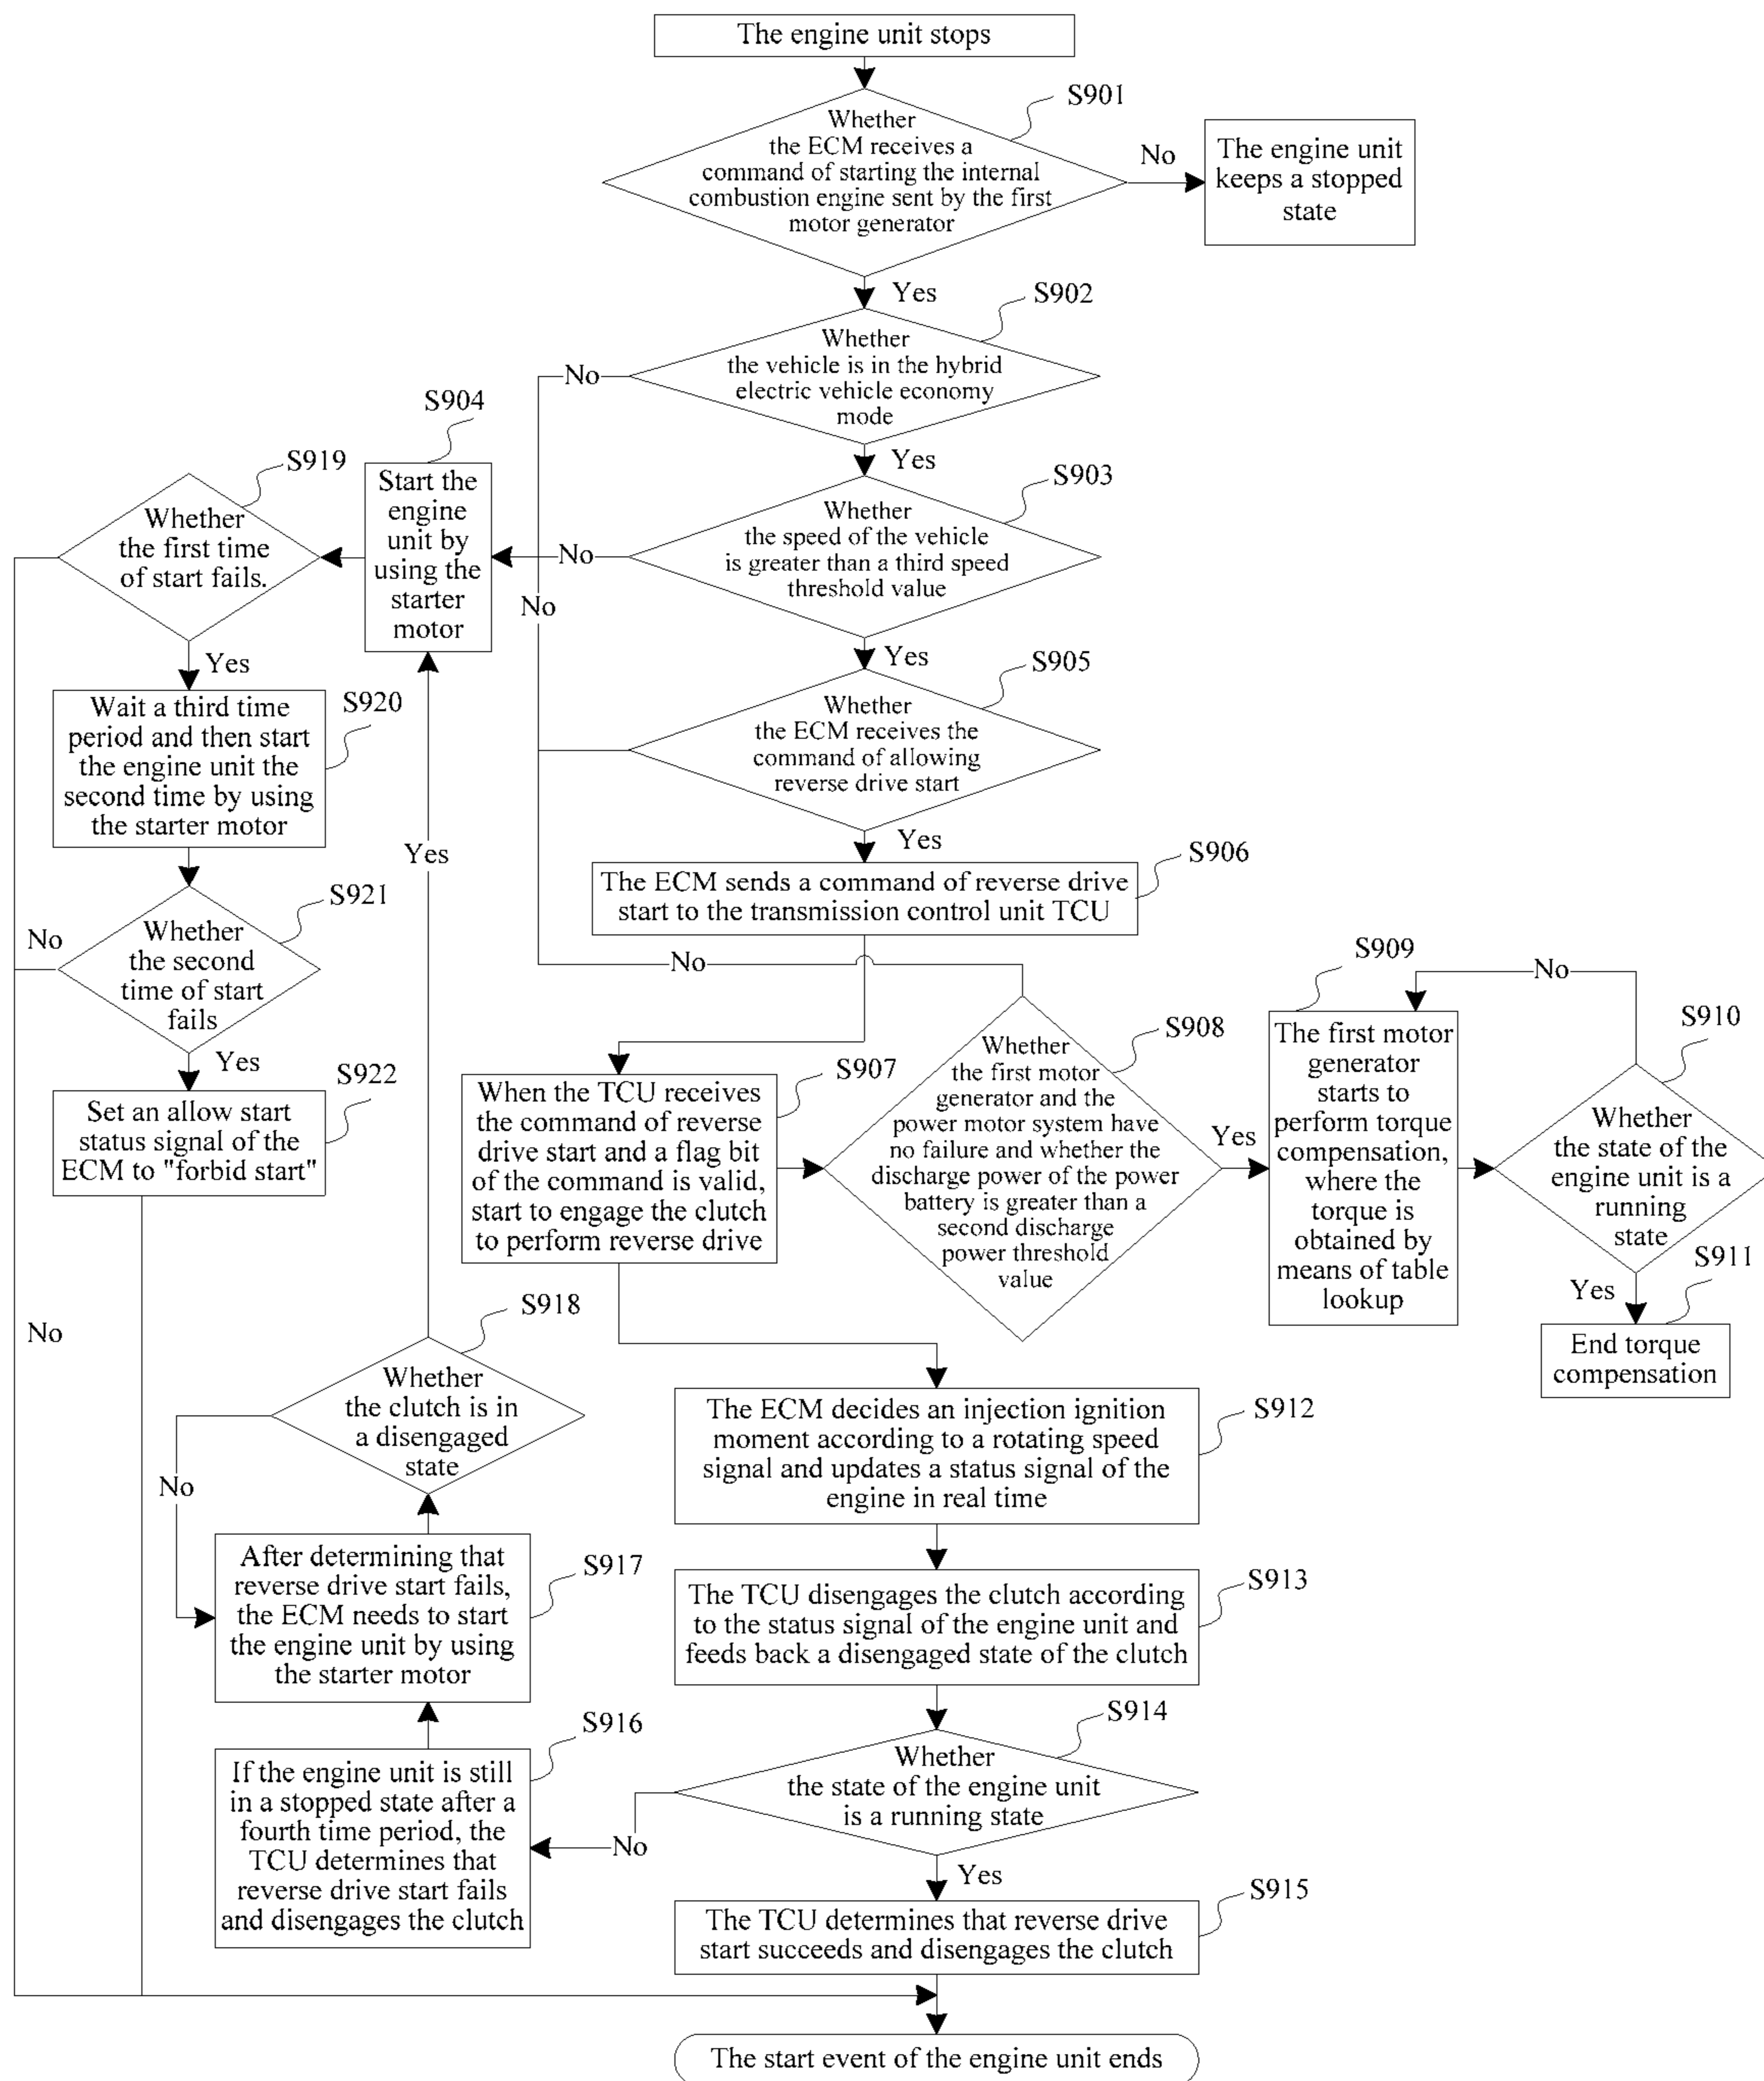 The engine unit stops
S901
Whether
the ECM receives a
command of starting the internal
combustion engine sent by the first
motor generator
No
The engine unit
keeps a stopped
state
Yes
S902
Whether
the vehicle is in the hybrid
electric vehicle economy
mode
No
Yes
S903
Whether
the speed of the vehicle
is greater than a third speed
threshold value
No
S904
Start the
engine
unit by
using the
starter
motor
S919
Whether
the first time
of start fails.
No
Yes
S905
Whether
the ECM receives the
command of allowing
reverse drive start
Yes
S920
Wait a third time
period and then start
the engine unit the
second time by using
the starter motor
Yes
Yes
S906
The ECM sends a command of reverse drive
start to the transmission control unit TCU
S921
Whether
the second
time of start
fails
No
No
Yes
S922
Set an allow start
status signal of the
ECM to "forbid start"
S907
When the TCU receives
the command of reverse
drive start and a flag bit
of the command is valid,
start to engage the clutch
to perform reverse drive
S908
Whether
the first motor
generator and the
power motor system have
no failure and whether the
discharge power of the power
battery is greater than a
second discharge
power threshold
value
Yes
S909
The first motor
generator
starts to
perform torque
compensation,
where the
torque is
obtained by
means of table
lookup
No
S910
Whether
the state of the
engine unit is a
running
state
Yes
S911
End torque
compensation
No
S918
Whether
the clutch is in
a disengaged
state
No
S912
The ECM decides an injection ignition
moment according to a rotating speed
signal and updates a status signal of the
engine in real time
S917
After determining that
reverse drive start fails,
the ECM needs to start
the engine unit by using
the starter motor
S913
The TCU disengages the clutch according
to the status signal of the engine unit and
feeds back a disengaged state of the clutch
S916
If the engine unit is still
in a stopped state after a
fourth time period, the
TCU determines that
reverse drive start fails
and disengages the clutch
S914
Whether
the state of the engine unit
is a running state
No
Yes
S915
The TCU determines that reverse drive
start succeeds and disengages the clutch
The start event of the engine unit ends